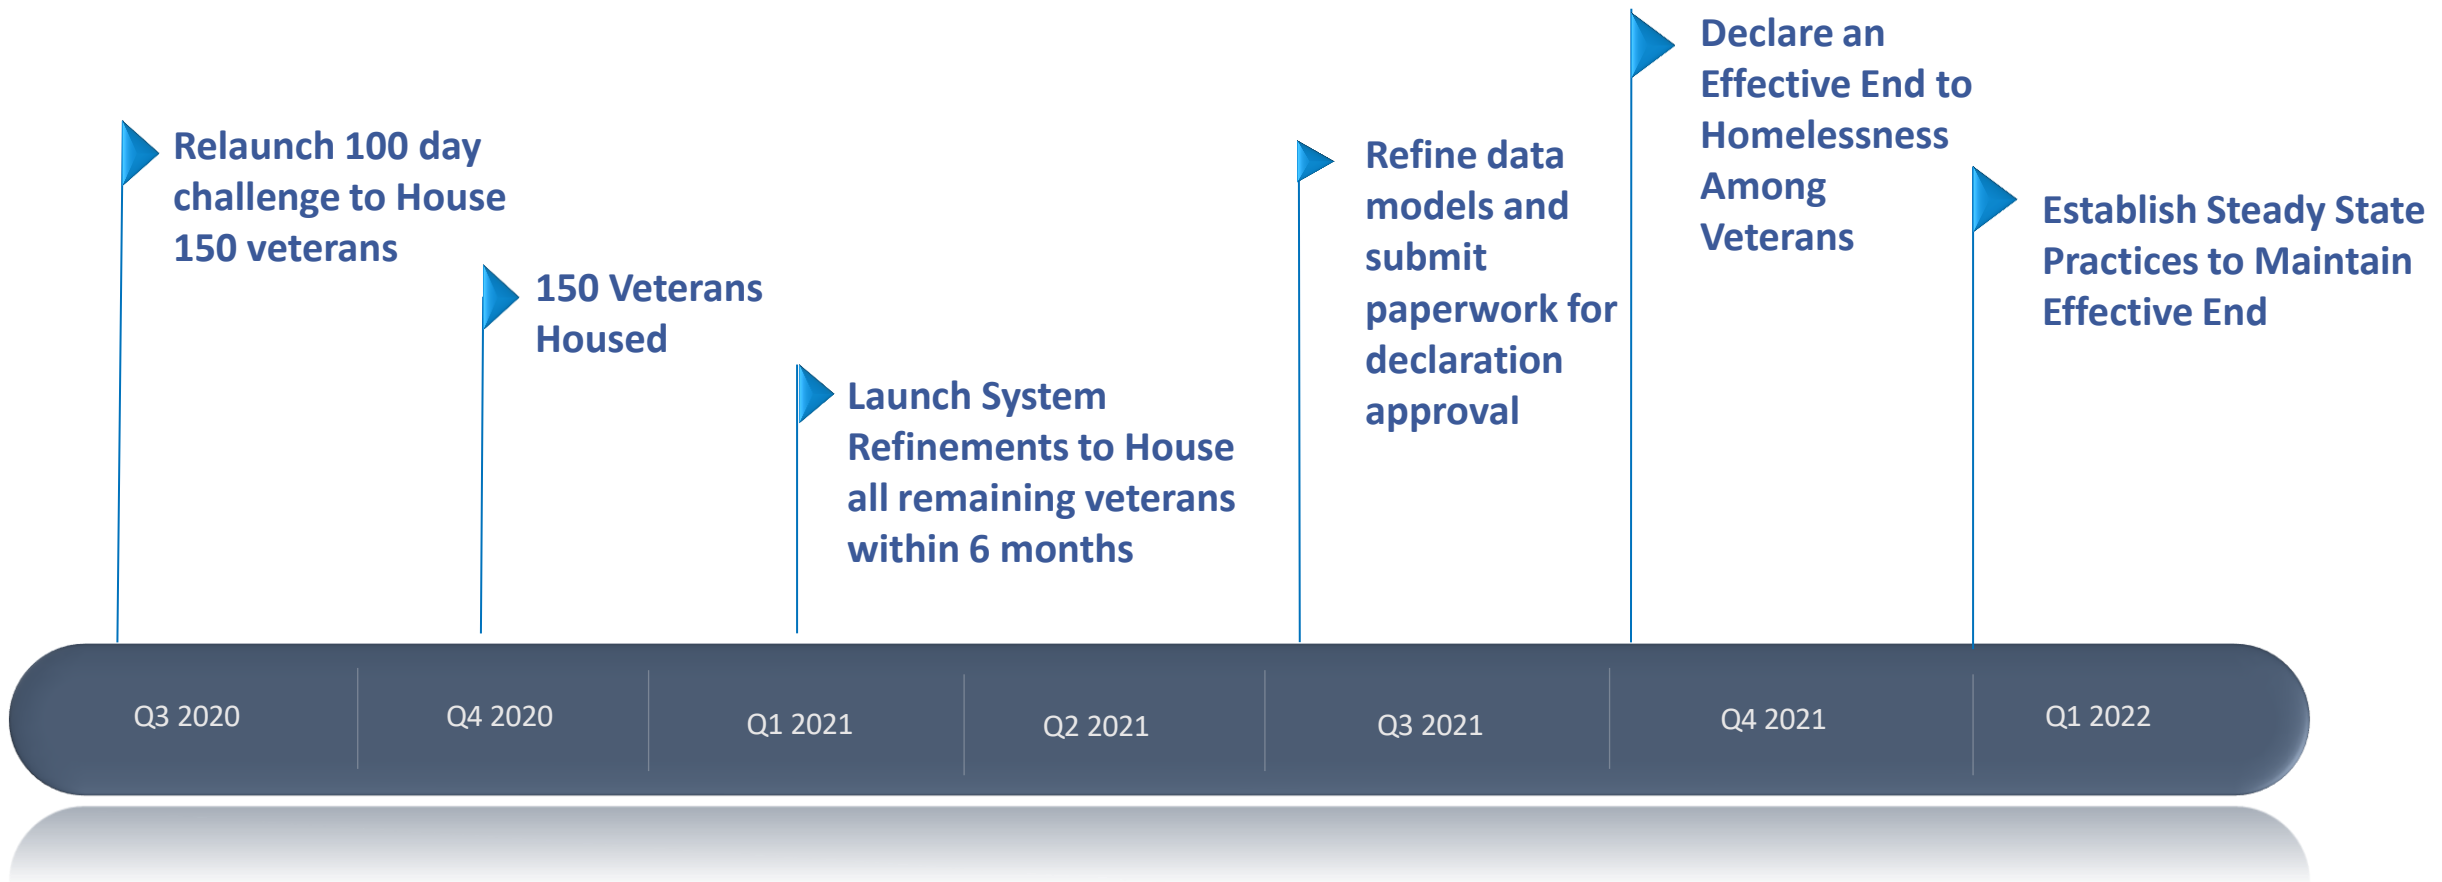 Relaunch 100 day
challenge to House
150 veterans
150 Veterans
Housed
Launch System
Refinements to House
all remaining veterans
within 6 months
Refine data
models and
submit
paperwork for
declaration
approval
Declare an
Effective End to
Homelessness
Among
Veterans
Establish Steady State
Practices to Maintain
Effective End
Q3 2020
Q4 2020
Q1 2021
Q2 2021
Q3 2021
Q4 2021
Q1 2022